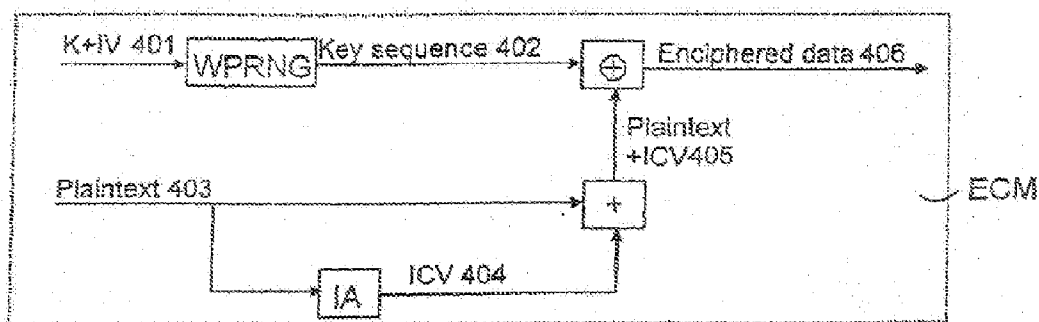 K+IV 401
WPRNG
Key sequence 402
⊕
Enciphered data 406
Plaintext
+ICV405
Plaintext 403
+
ECM
IA
ICV 404